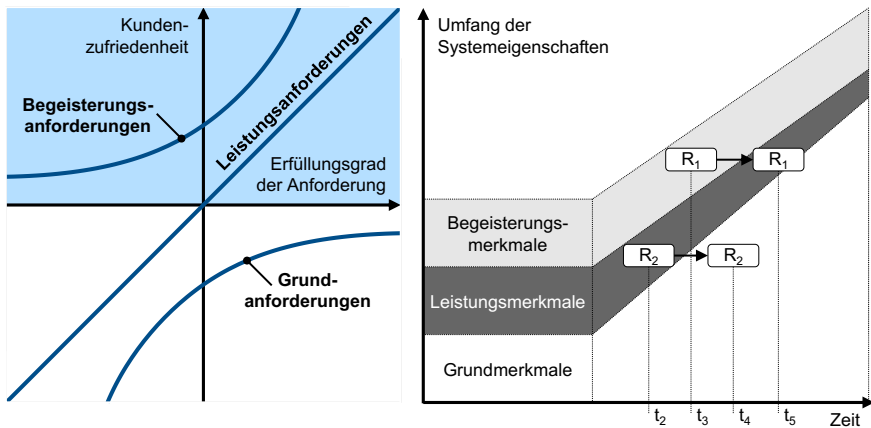 Kunden-
zufriedenheit
Begeisterungs-
anforderungen
Leistungsanforderungen
Erfüllungsgrad
der Anforderung
Grund-
anforderungen
Umfang der
Systemeigenschaften
R1
R1
Begeisterungs-
merkmale
R2
R2
Leistungsmerkmale
Grundmerkmale
t2
t3
t4
t5
Zeit